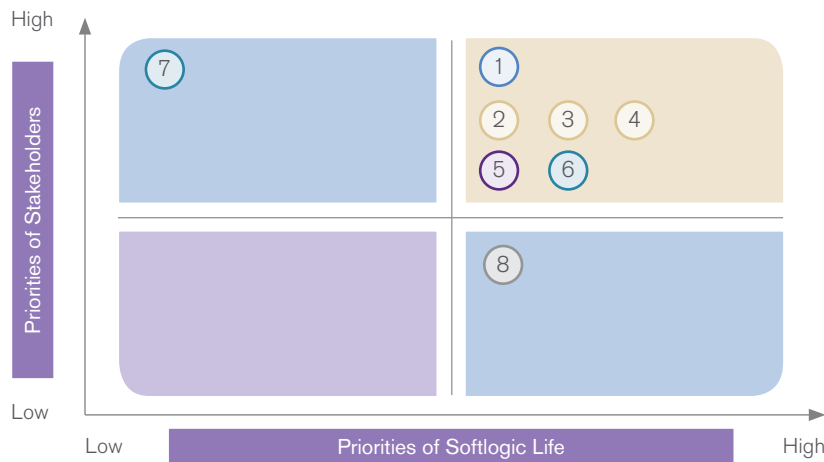 High
Priorities of Stakeholders
7
1
2 3 4
5 6
8
Low
Low
Priorities of Softlogic Life
High